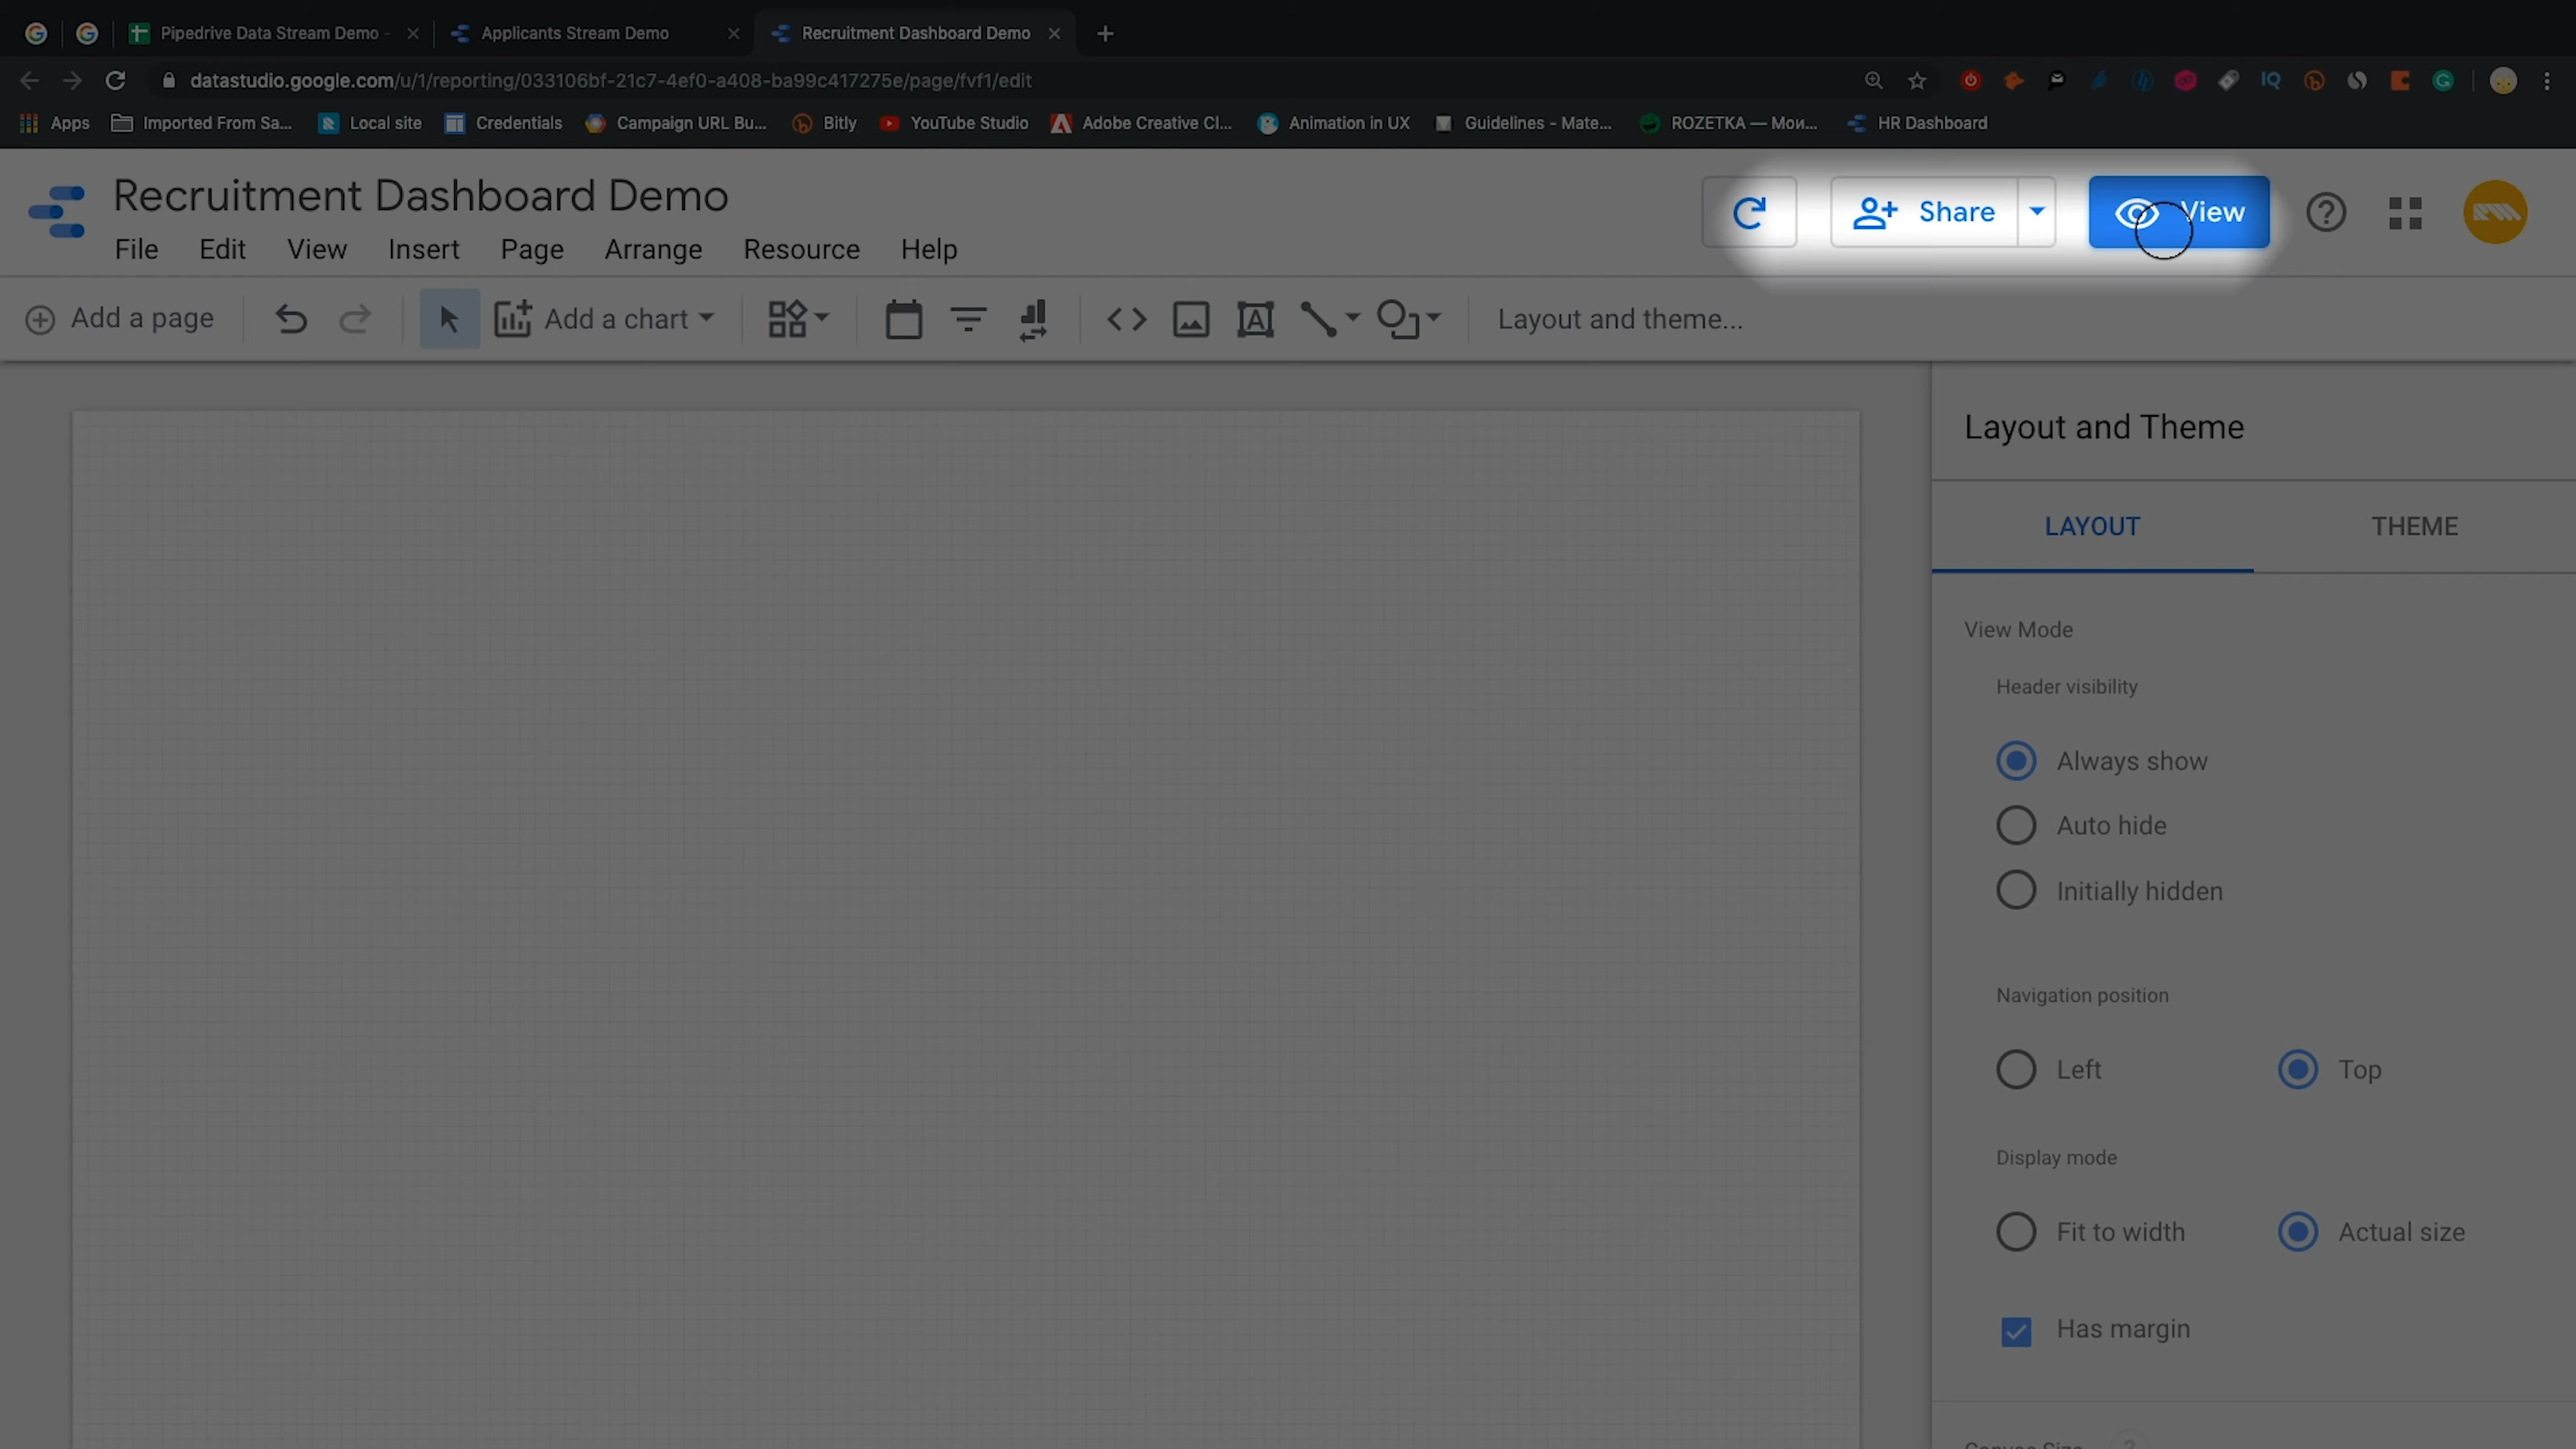 Pipedrive Data Stream Demo -
Applicants Stream Demo
Recruitment Dashboard Demo
datastudio.google.com/u/1/reporting/033106bf-21c7-4ef0-a408-ba99c417275e/page/fvf1/edit
Apps
Imported From Sa...
Local site
Credentials
Campaign URL Bu...
Bitly
YouTube Studio
Adobe Creative Cl...
Animation in UX
Guidelines - Mate...
ROZETKA — Мои...
HR Dashboard
Recruitment Dashboard Demo
Share
View
File Edit View Insert Page Arrange Resource Help
Add a page
Add a chart
Layout and theme...
Layout and Theme
LAYOUT
THEME
View Mode
Header visibility
Always show
Auto hide
Initially hidden
Navigation position
Left
Top
Display mode
Fit to width
Actual size
Has margin